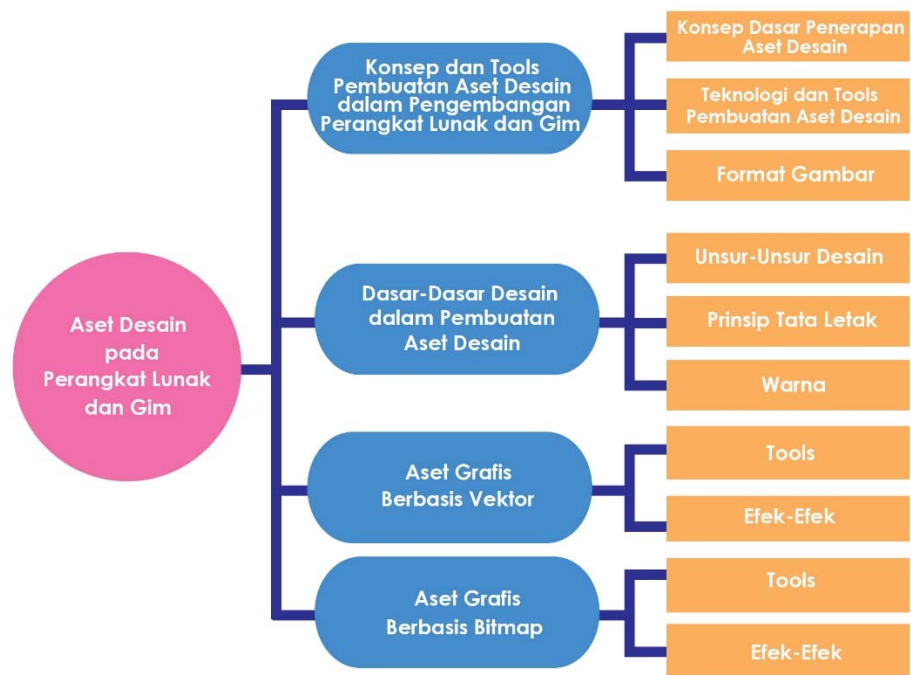 Aset Desain
pada
Perangkat Lunak
dan Gim
Konsep dan Tools
Pembuatan Aset Desain
dalam Pengembangan
Perangkat Lunak dan Gim
Konsep Dasar Penerapan
Aset Desain
Teknologi dan Tools
Pembuatan Aset Desain
Format Gambar
Dasar-Dasar Desain
dalam Pembuatan
Aset Desain
Unsur-Unsur Desain
Prinsip Tata Letak
Warna
Aset Grafis
Berbasis Vektor
Tools
Efek-Efek
Aset Grafis
Berbasis Bitmap
Tools
Efek-Efek